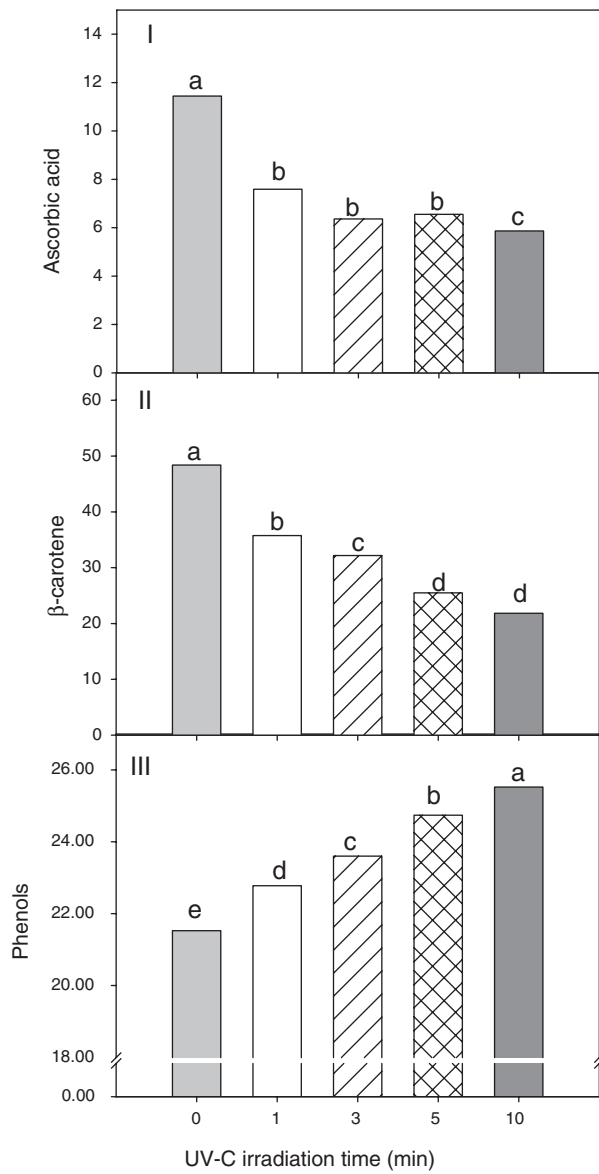 I
14
12
10
8
6
4
2
0
Ascorbic acid
a
b
b
b
c
II
60
50
40
30
20
10
0
β-carotene
a
b
c
d
d
III
26.00
24.00
22.00
20.00
18.00
0.00
Phenols
e
d
c
b
a
0 1 3 5 10
UV-C irradiation time (min)